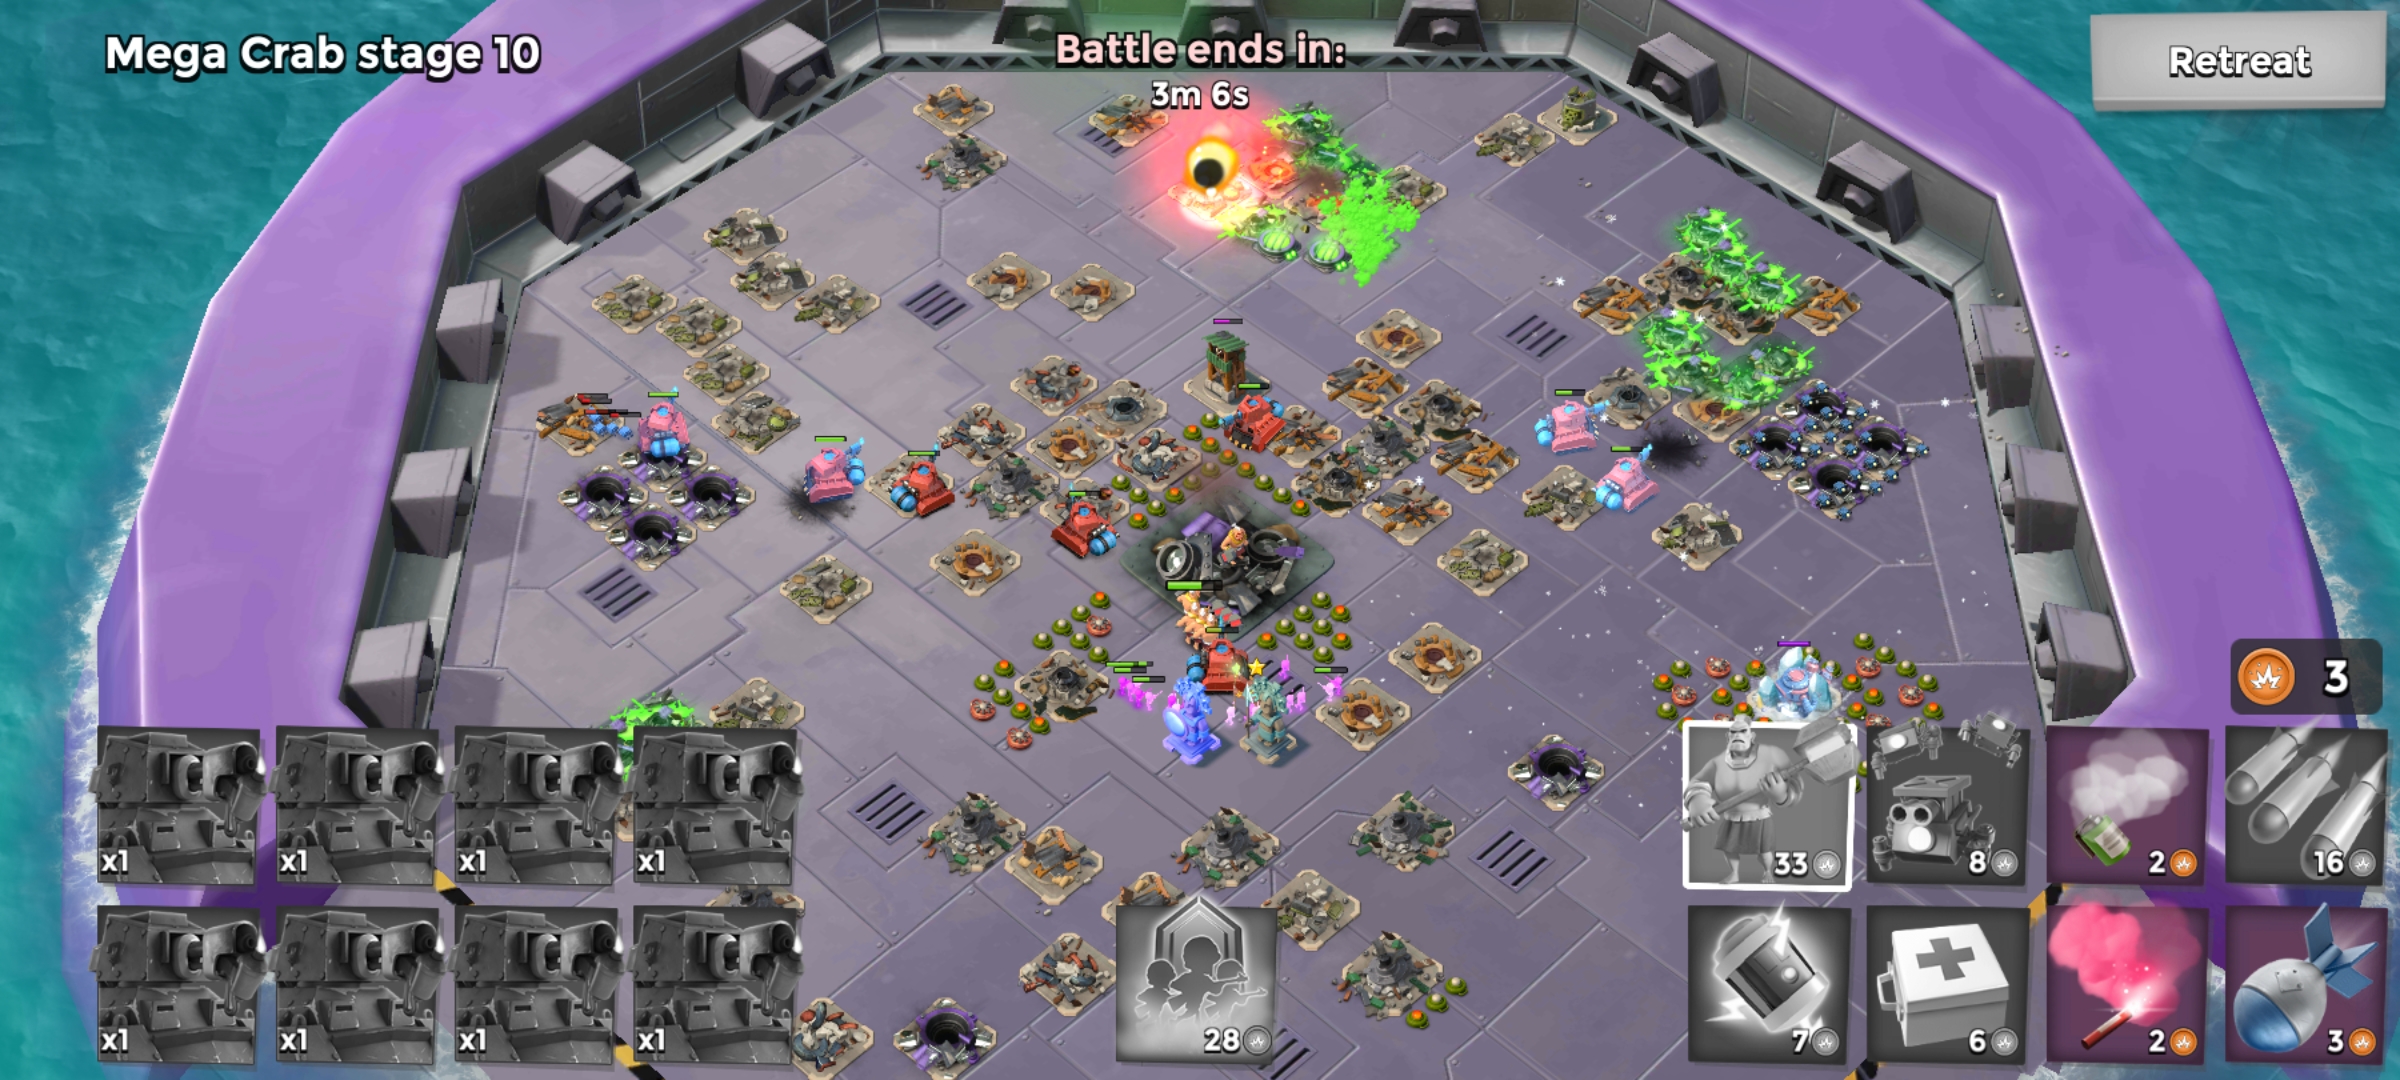 Mega Crab stage 10
Battle ends in:
3m 6s
Retreat
3
x1
x1
x1
x1
33
8
2
16
x1
x1
x1
x1
28
7
6
2
3